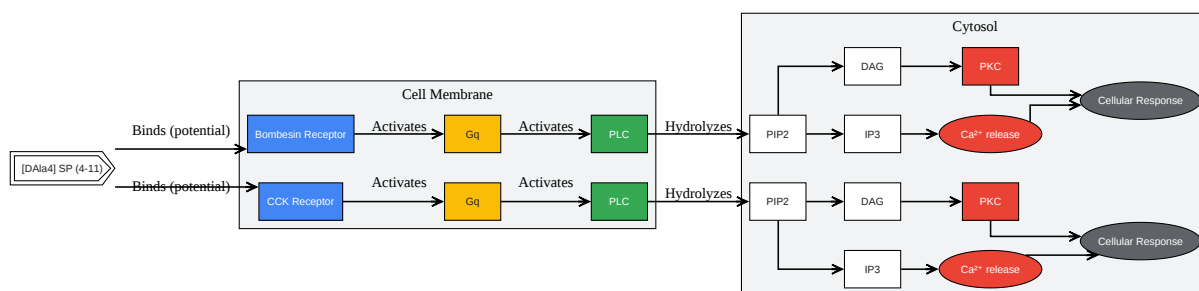 Cytosol
DAG
PKC
Cell Membrane
Cellular Response
Binds (potential)
Bombesin Receptor
Activates
Gq
Activates
PLC
Hydrolyzes
PIP2
IP3
Ca²⁺ release
[DAla4] SP (4-11)
Binds (potential)
CCK Receptor
Activates
Gq
Activates
PLC
Hydrolyzes
PIP2
DAG
PKC
Cellular Response
IP3
Ca²⁺ release